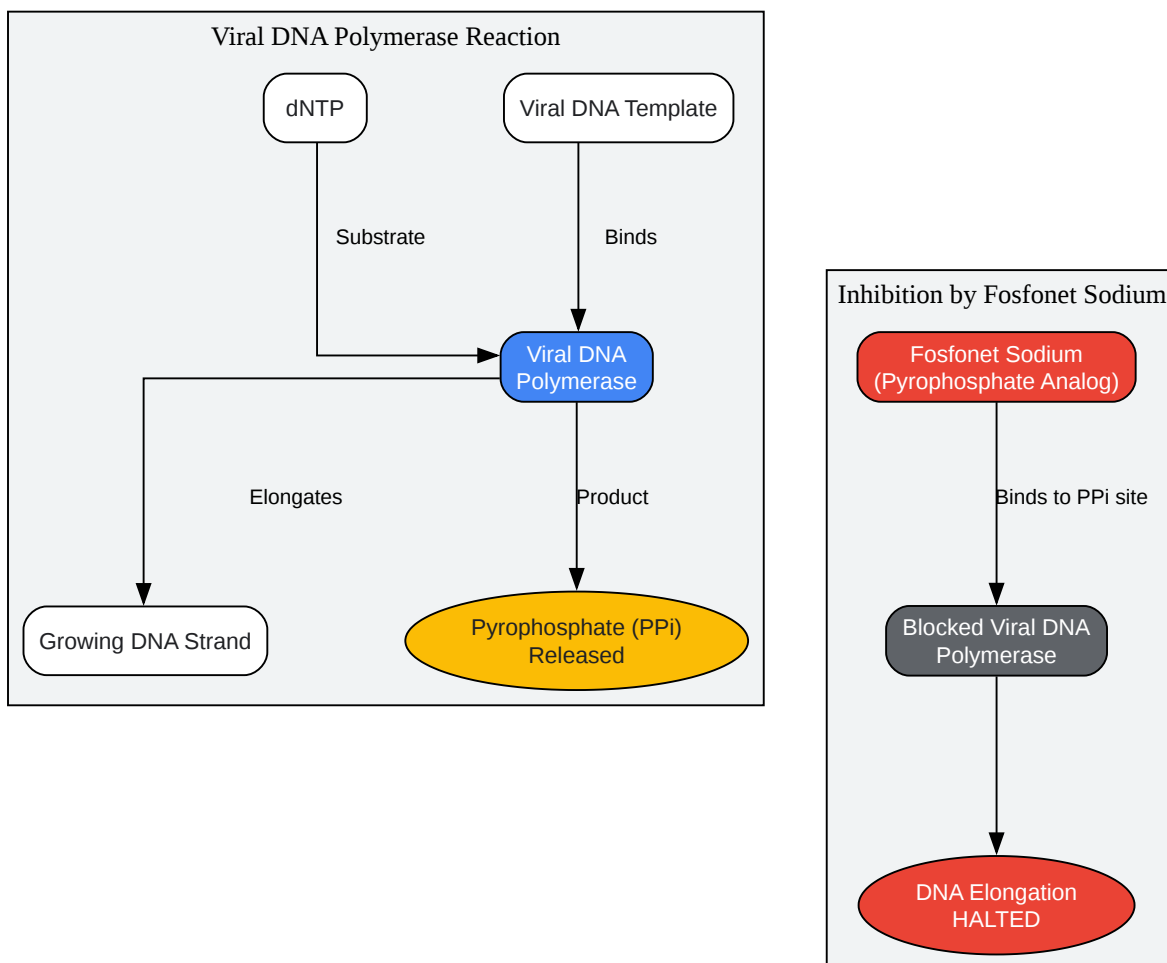 Viral DNA Polymerase Reaction
dNTP
Viral DNA Template
Substrate
Binds
Viral DNA
Polymerase
Elongates
Product
Growing DNA Strand
Pyrophosphate (PPi)
Released
Inhibition by Fosfonet Sodium
Fosfonet Sodium
(Pyrophosphate Analog)
Binds to PPi site
Blocked Viral DNA
Polymerase
DNA Elongation
HALTED